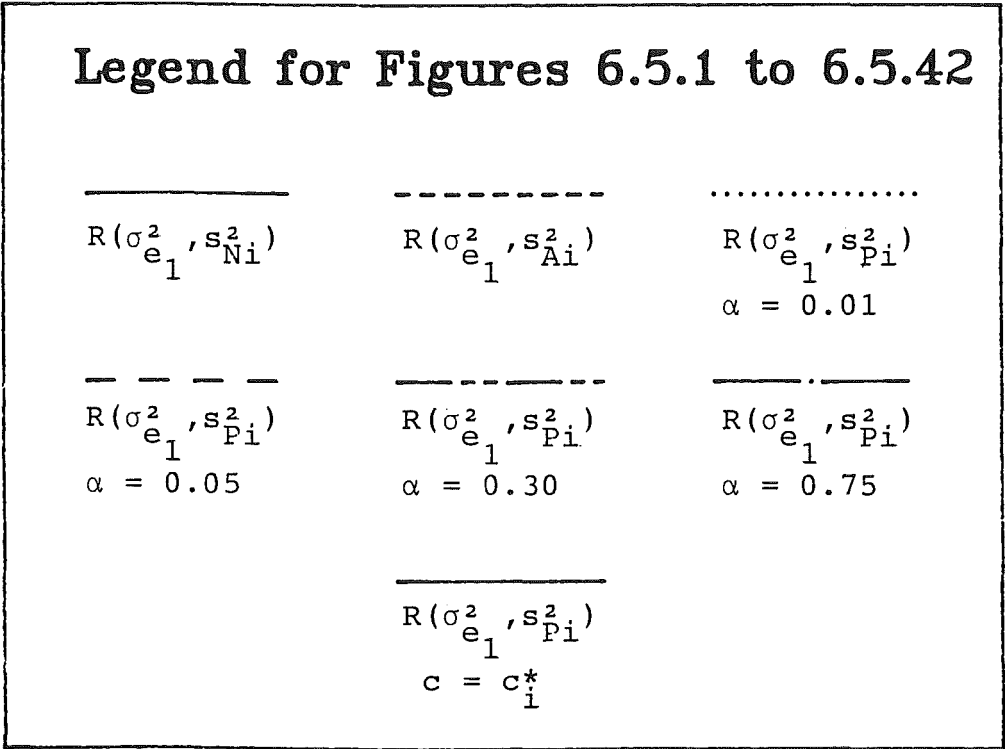 Legend for Figures 6.5.1 to 6.5.42
R(σ²e₁,s²Ni) R(σ²e₁,s²Ai) R(σ²e₁,s²Pi)
α = 0.01
R(σ²e₁,s²Pi) R(σ²e₁,s²Pi) R(σ²e₁,s²Pi)
α = 0.05 α = 0.30 α = 0.75
R(σ²e₁,s²Pi)
c = c*i